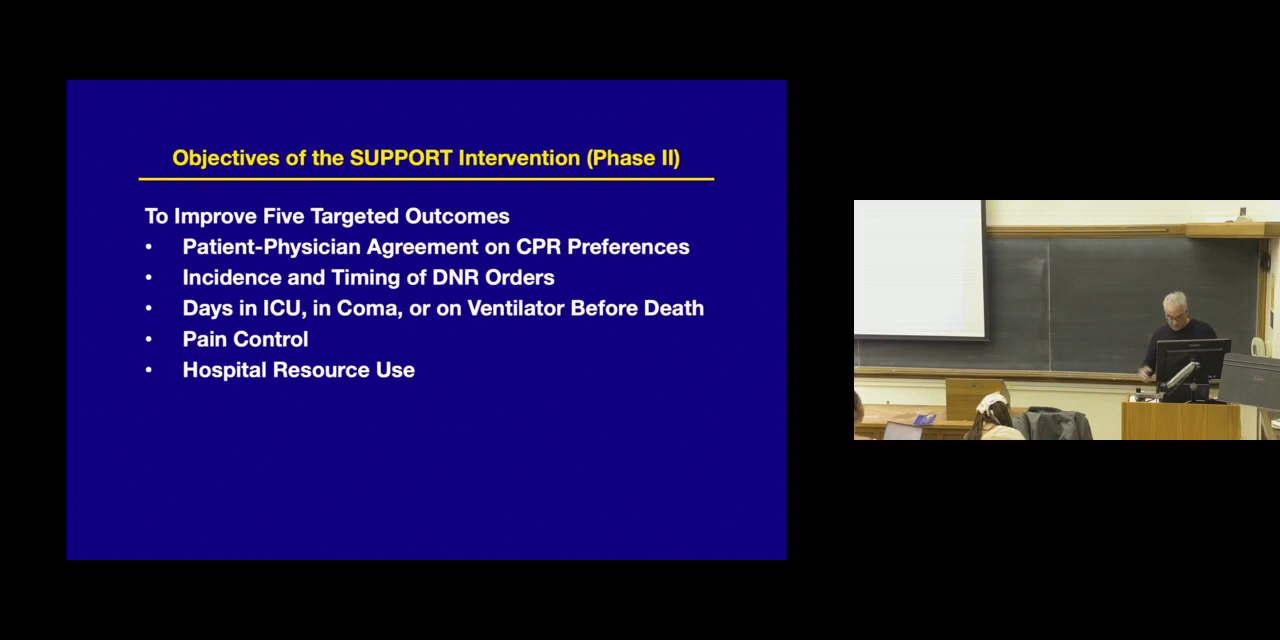 Objectives of the SUPPORT Intervention (Phase II)
To Improve Five Targeted Outcomes
• Patient-Physician Agreement on CPR Preferences
• Incidence and Timing of DNR Orders
• Days in ICU, in Coma, or on Ventilator Before Death
• Pain Control
• Hospital Resource Use